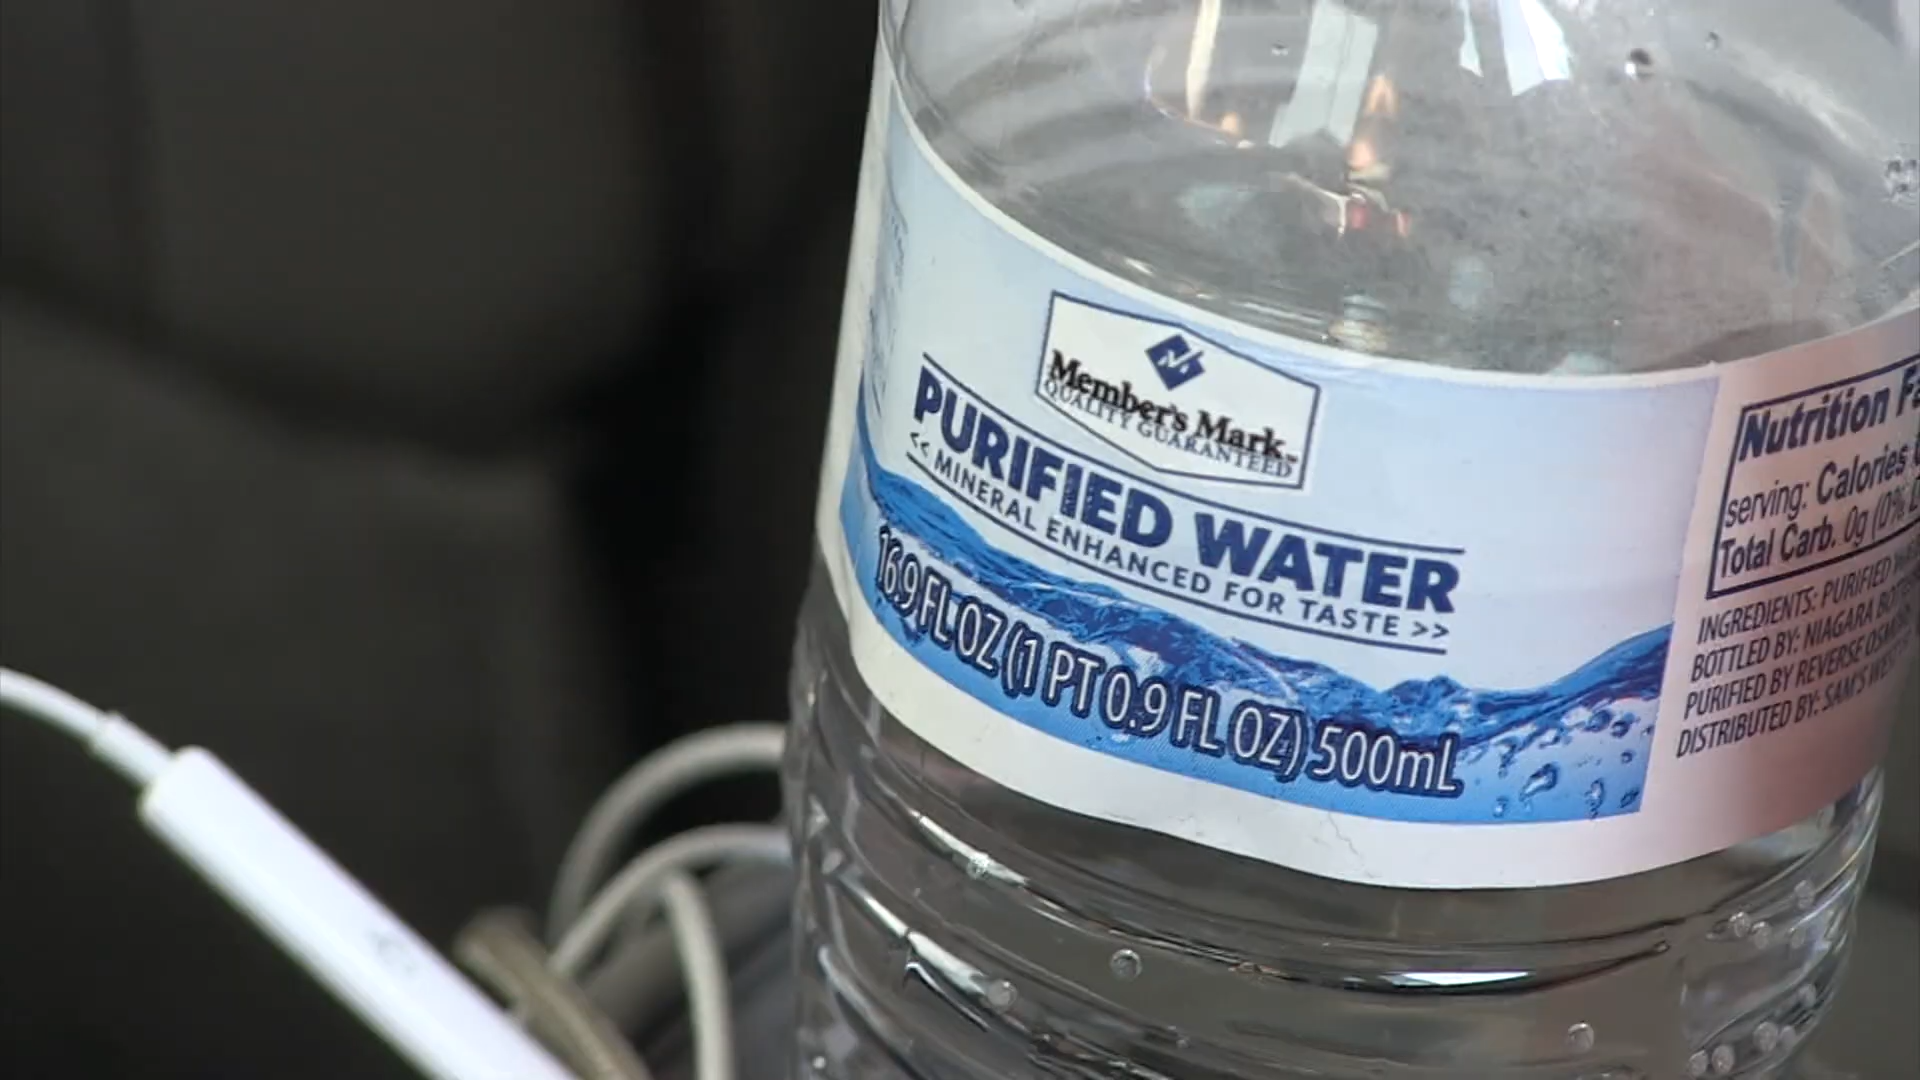 Member's Mark
QUALITY GUARANTEED
PURIFIED WATER
<< MINERAL ENHANCED FOR TASTE >>
16.9 FL OZ (1 PT 0.9 FL OZ) 500mL
Nutrition
serving: Calories
Total Carb. 0g (0%
INGREDIENTS: PURIFIED
BOTTLED BY: NIAGARA
PURIFIED BY REVERSE
DISTRIBUTED BY: SAM'S WEST